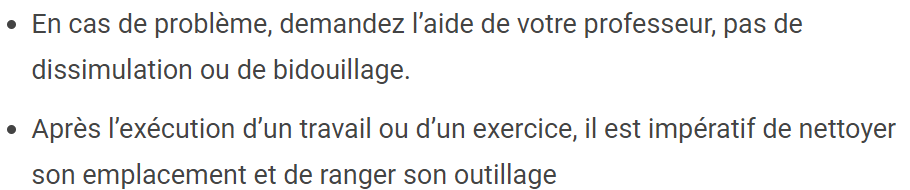 • En cas de problème, demandez l’aide de votre professeur, pas de
dissimulation ou de bidouillage.
• Après l’exécution d’un travail ou d’un exercice, il est impératif de nettoyer
son emplacement et de ranger son outillage